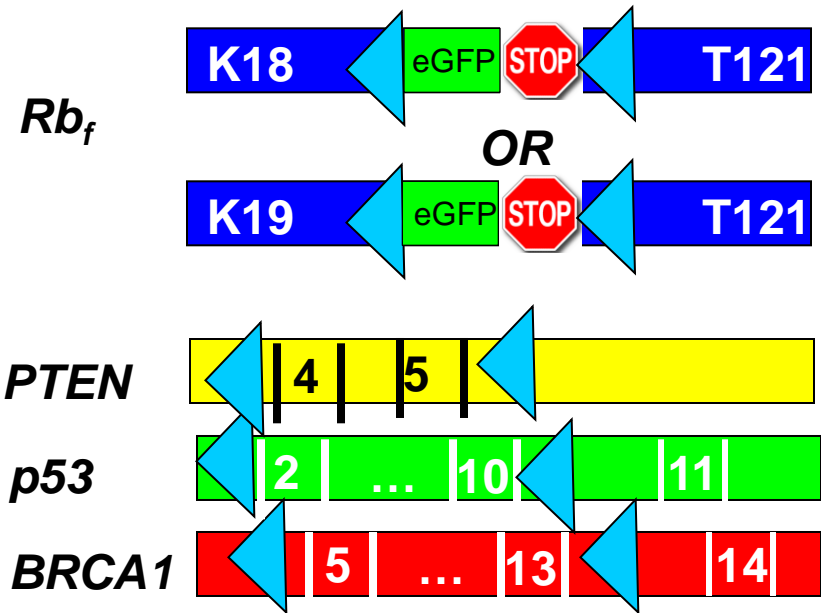 K18 eGFP STOP T121
Rbf
OR
K19 eGFP STOP T121
PTEN 4 5
p53 2 ... 10 11
BRCA1 5 ... 13 14